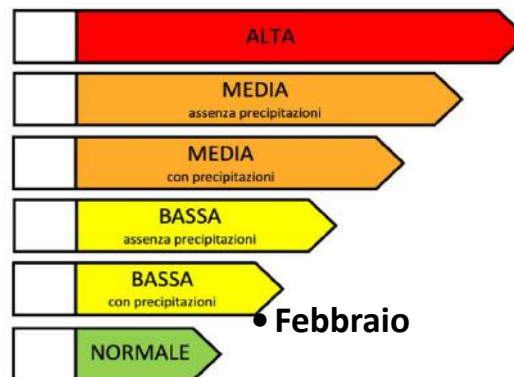 ALTA
MEDIA
assenza precipitazioni
MEDIA
con precipitazioni
BASSA
assenza precipitazioni
BASSA
con precipitazioni
• Febbraio
NORMALE